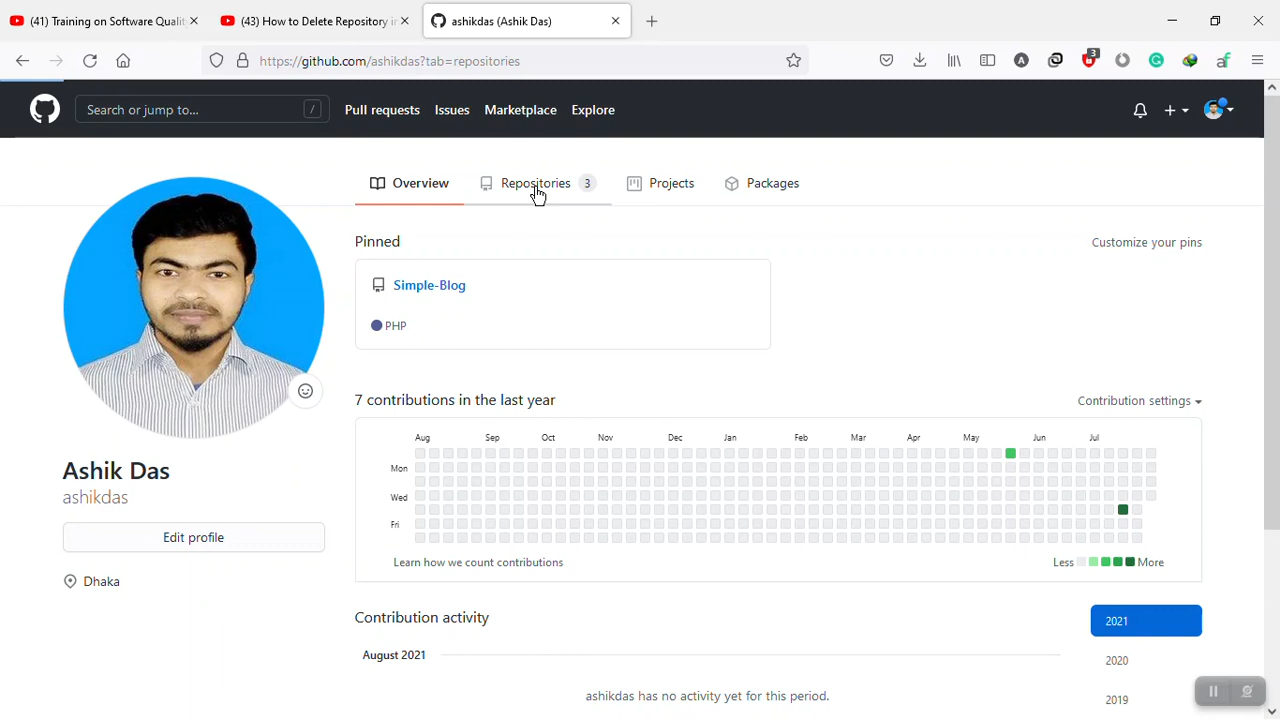 (41) Training on Software Qualit
(43) How to Delete Repository in
ashikdas (Ashik Das)
https://github.com/ashikdas?tab=repositories
A
3
af
Search or jump to...
/
Pull requests
Issues
Marketplace
Explore
Overview
Repositories 3
Projects
Packages
Pinned
Customize your pins
Simple-Blog
PHP
7 contributions in the last year
Contribution settings
Aug Sep Oct Nov Dec Jan Feb Mar Apr May Jun Jul
Mon
Wed
Fri
Learn how we count contributions
Less More
Ashik Das
ashikdas
Edit profile
Dhaka
Contribution activity
2021
August 2021
2020
ashikdas has no activity yet for this period.
2019